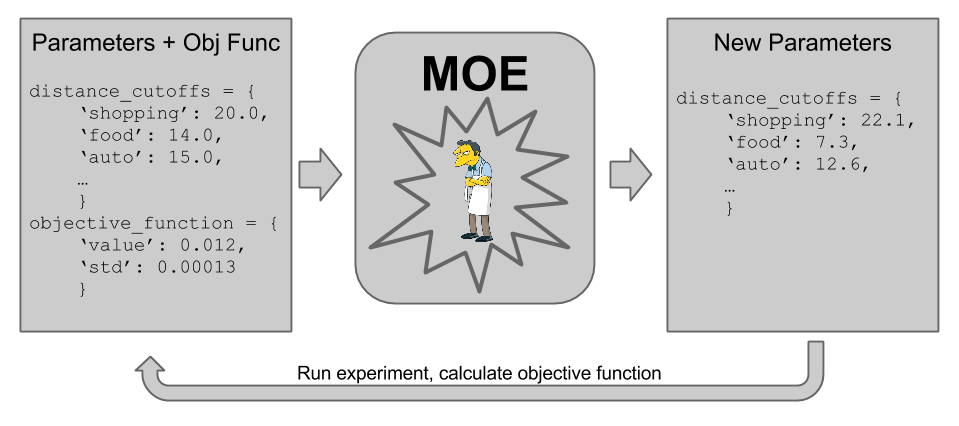 Parameters + Obj Func
distance_cutoffs = {
‘shopping’: 20.0,
‘food’: 14.0,
‘auto’: 15.0,
…
}
objective_function = {
‘value’: 0.012,
‘std’: 0.00013
}
MOE
New Parameters
distance_cutoffs = {
‘shopping’: 22.1,
‘food’: 7.3,
‘auto’: 12.6,
…
}
Run experiment, calculate objective function